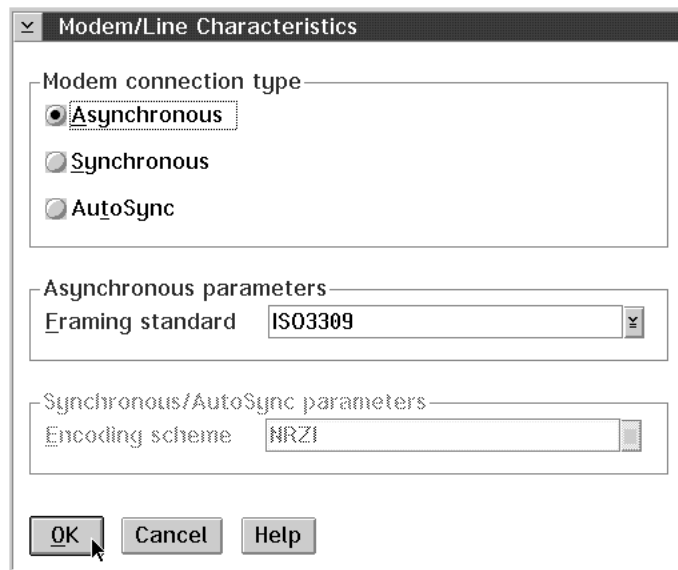 Modem/Line Characteristics
Modem connection type
Asynchronous
Synchronous
AutoSync
Asynchronous parameters
Framing standard ISO3309
Synchronous/AutoSync parameters
Encoding scheme NRZI
OK Cancel Help